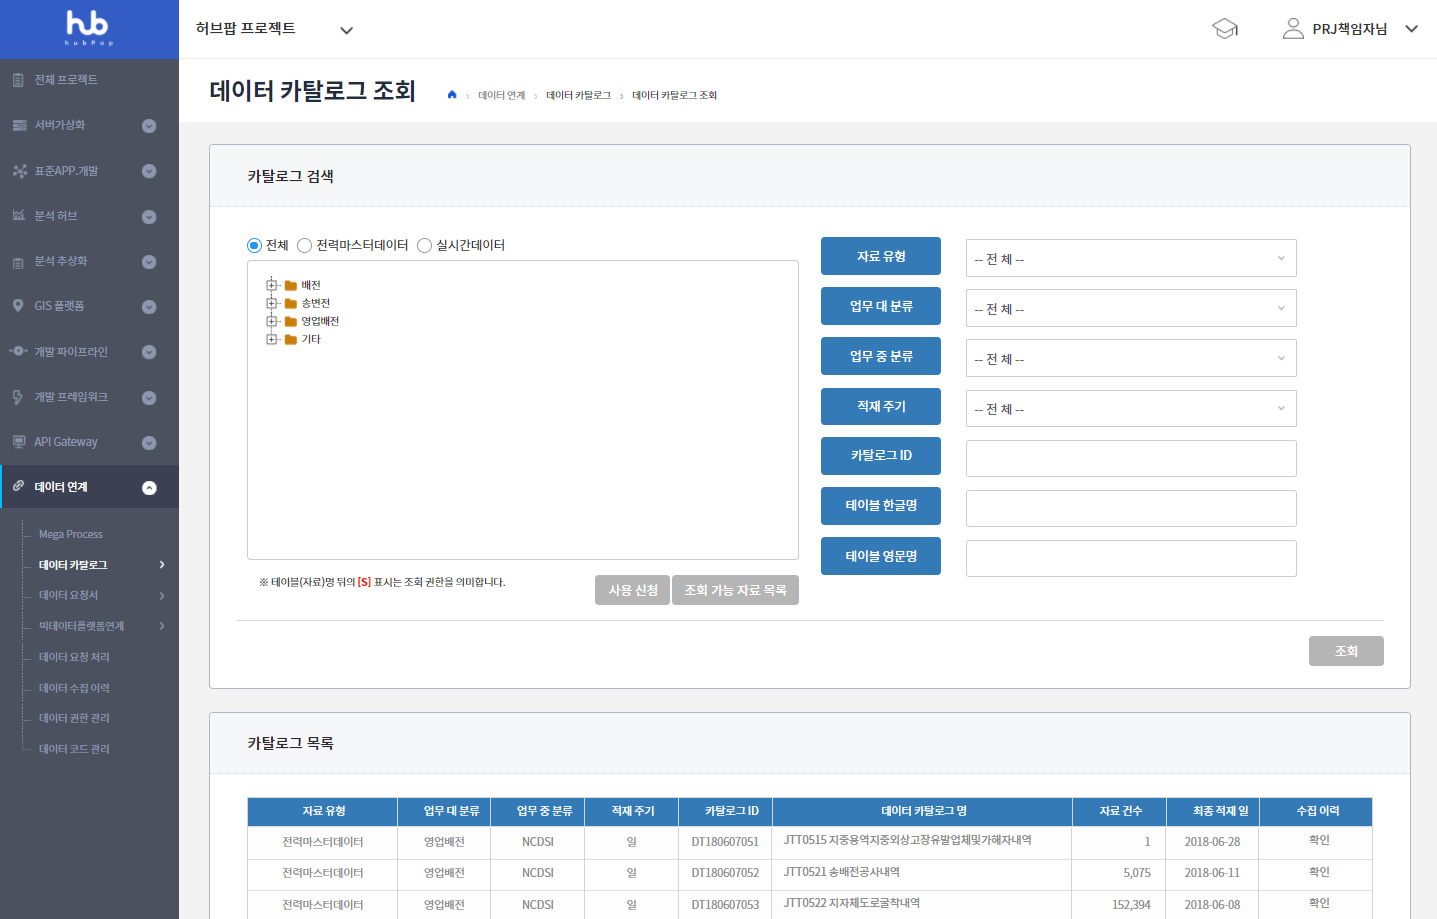 hub
hubPop
허브팝 프로젝트
PRJ책임자님
전체 프로젝트
서버가상화
표준APP.개발
분석 허브
분석 추상화
GIS 플랫폼
개발 파이프라인
개발 프레임워크
API Gateway
데이터 연계
Mega Process
데이터 카탈로그
데이터 요청서
빅데이터플랫폼연계
데이터 요청 처리
데이터 수집 이력
데이터 권한 관리
데이터 코드 관리
데이터 카탈로그 조회
데이터 연계 › 데이터 카탈로그 › 데이터 카탈로그 조회
카탈로그 검색
전체 전력마스터데이터 실시간데이터
배전
송변전
영업배전
기타
※ 테이블(자료)명 뒤의 [S] 표시는 조회 권한을 의미합니다.
사용 신청 조회 가능 자료 목록
자료 유형 -- 전 체 --
업무 대 분류 -- 전 체 --
업무 중 분류 -- 전 체 --
적재 주기 -- 전 체 --
카탈로그 ID
테이블 한글명
테이블 영문명
조회
카탈로그 목록
자료 유형 업무 대 분류 업무 중 분류 적재 주기 카탈로그 ID 데이터 카탈로그 명 자료 건수 최종 적재 일 수집 이력
전력마스터데이터 영업배전 NCDSI 일 DT180607051 JTT0515 지중용역지중외상고장유발업체및가해자내역 1 2018-06-28 확인
전력마스터데이터 영업배전 NCDSI 일 DT180607052 JTT0521 송배전공사내역 5,075 2018-06-11 확인
전력마스터데이터 영업배전 NCDSI 일 DT180607053 JTT0522 지자체도로굴착내역 152,394 2018-06-08 확인